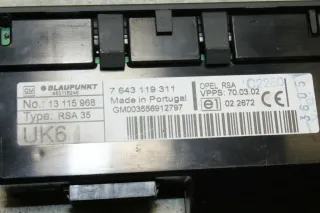 GM BLAUPUNKT
No.: 13 115 968
Type: RSA 35
UK6
7 643 119 311
Made in Portugal
GM003556912797
OPEL RSA
VPPS: 70.03.02
e1 02 2672